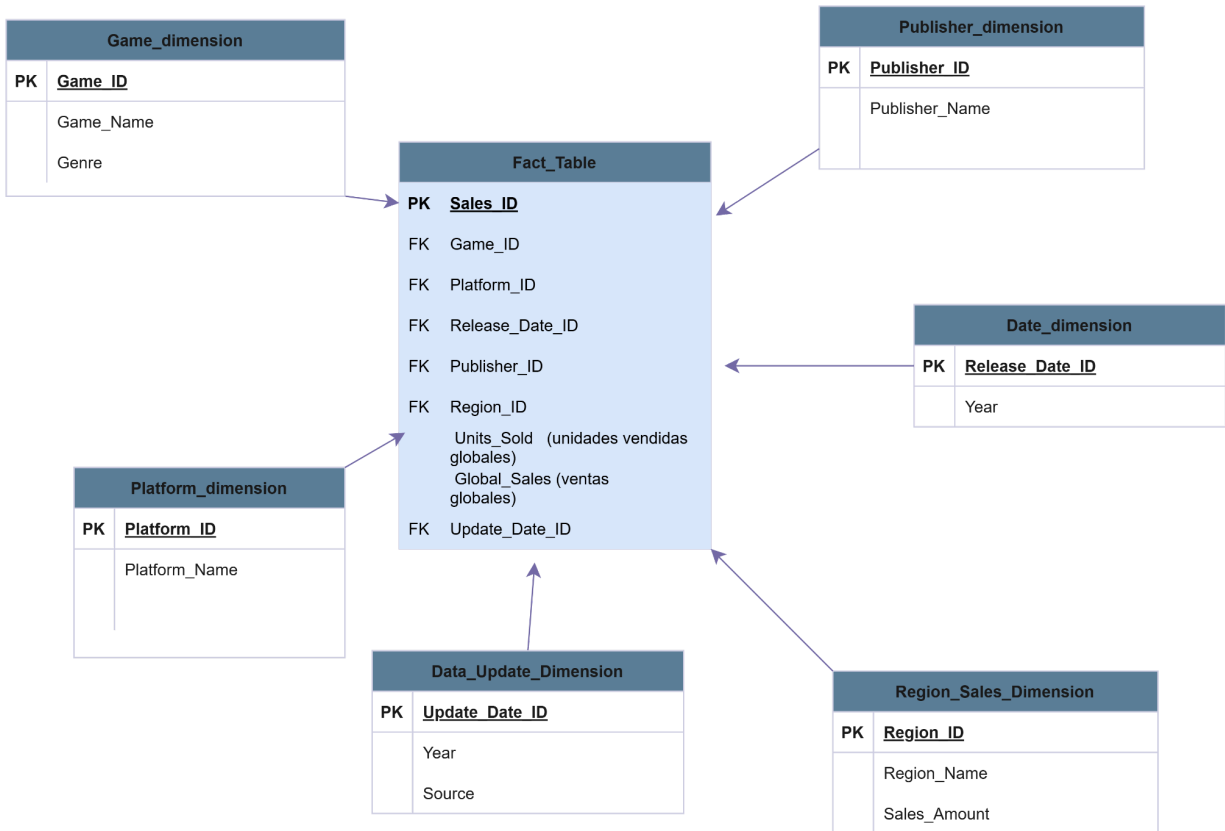 Game_dimension
PK Game_ID
Game_Name
Genre
Publisher_dimension
PK Publisher_ID
Publisher_Name
Fact_Table
PK Sales_ID
FK Game_ID
FK Platform_ID
FK Release_Date_ID
FK Publisher_ID
FK Region_ID
Units_Sold (unidades vendidas
globales)
Global_Sales (ventas
globales)
FK Update_Date_ID
Date_dimension
PK Release_Date_ID
Year
Platform_dimension
PK Platform_ID
Platform_Name
Data_Update_Dimension
PK Update_Date_ID
Year
Source
Region_Sales_Dimension
PK Region_ID
Region_Name
Sales_Amount